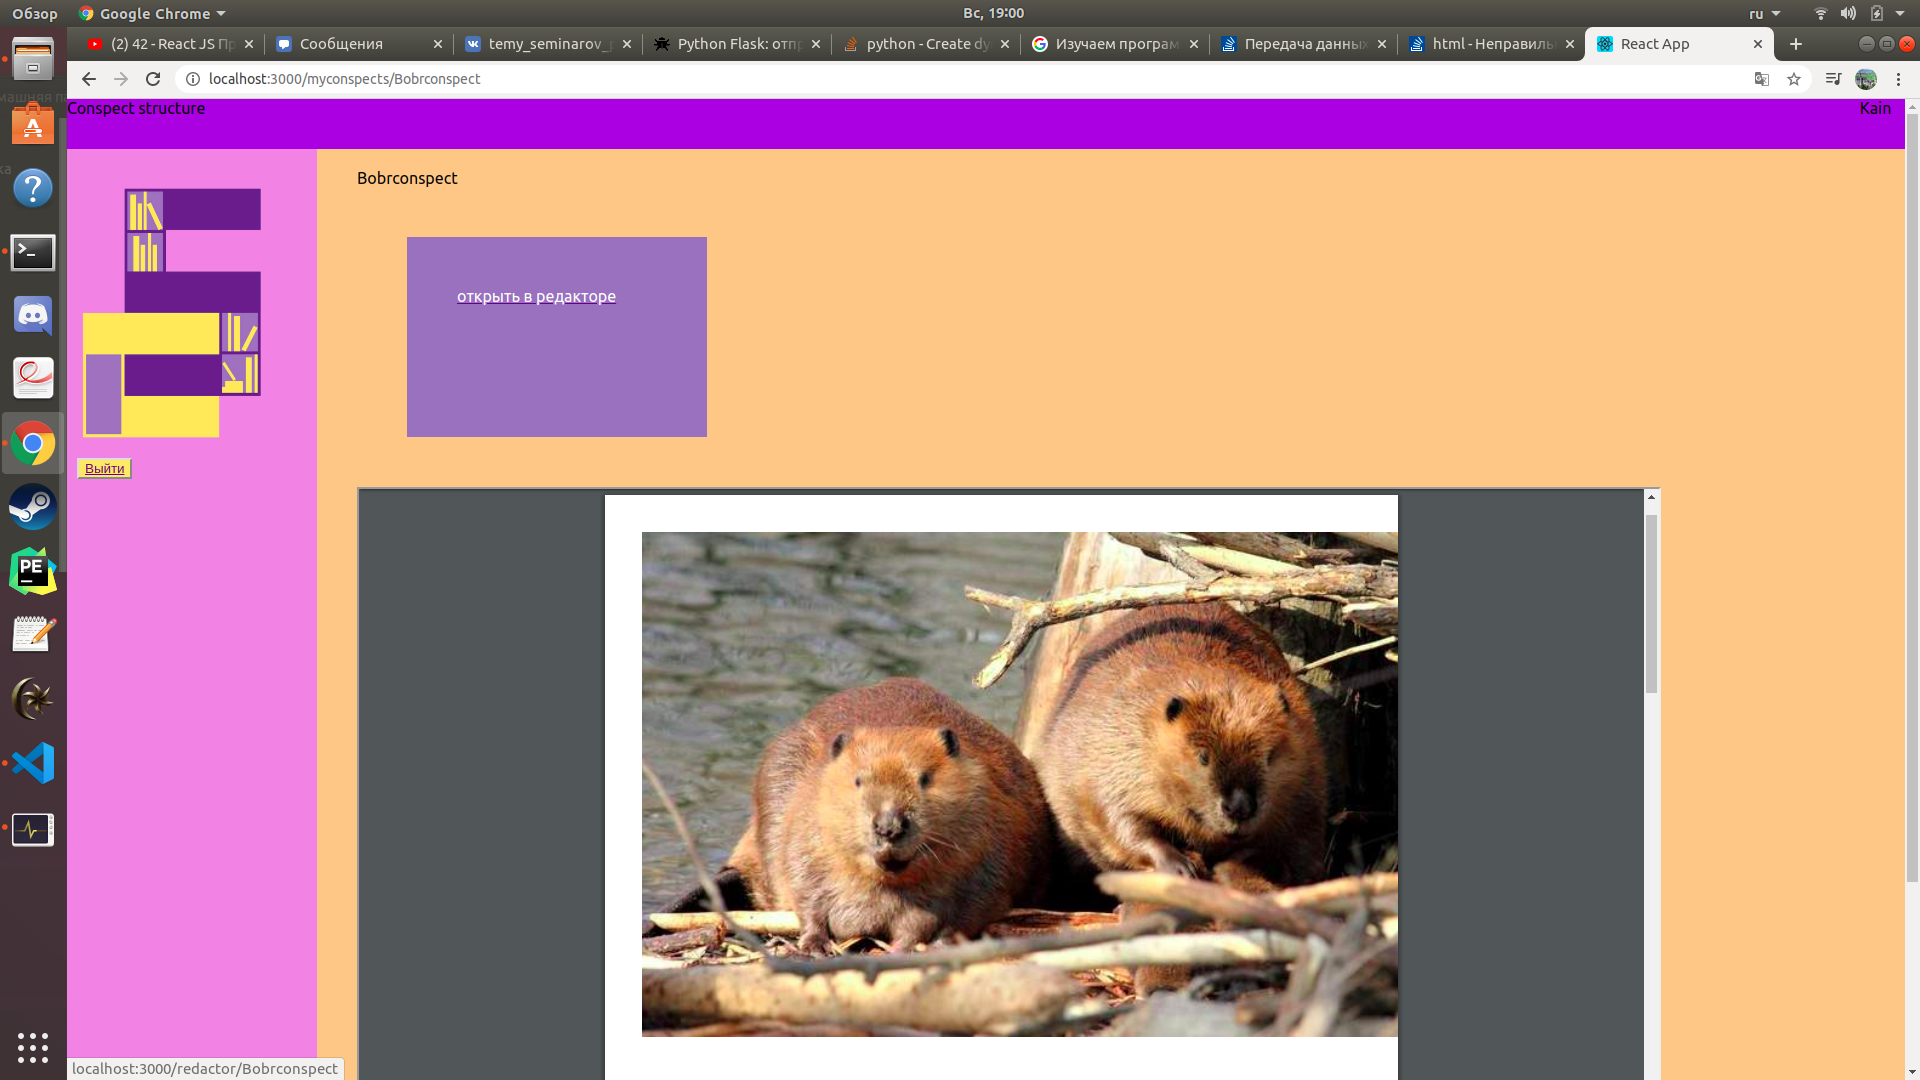 Обзор
Google Chrome
Вс, 19:00
ru
(2) 42 - React JS Пр
Сообщения
temy_seminarov_
Python Flask: отп
python - Create dy
Изучаем програм
Передача данных
html - Неправиль
React App
localhost:3000/myconspects/Bobrconspect
Conspect structure
Kain
Bobrconspect
открыть в редакторе
Выйти
PE
localhost:3000/redactor/Bobrconspect